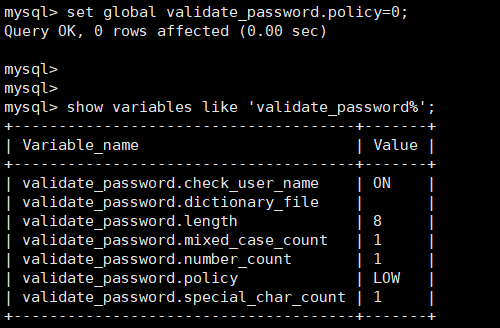 mysql> set global validate_password.policy=0;
Query OK, 0 rows affected (0.00 sec)
mysql>
mysql>
mysql> show variables like 'validate_password%';
+--------------------------------------+-------+
| Variable_name                        | Value |
+--------------------------------------+-------+
| validate_password.check_user_name    | ON    |
| validate_password.dictionary_file    |       |
| validate_password.length             | 8     |
| validate_password.mixed_case_count   | 1     |
| validate_password.number_count       | 1     |
| validate_password.policy             | LOW   |
| validate_password.special_char_count | 1     |
+--------------------------------------+-------+